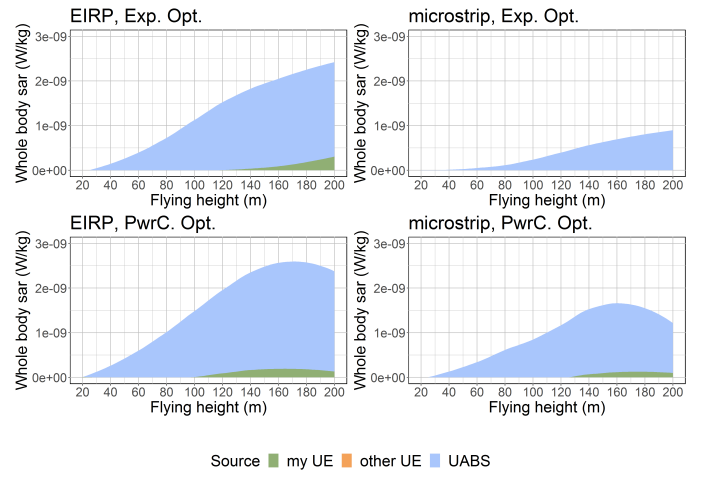 EIRP, Exp. Opt.
Whole body sar (W/kg)
3e-09
2e-09
1e-09
0e+00
20 40 60 80 100 120 140 160 180 200
Flying height (m)
microstrip, Exp. Opt.
Whole body sar (W/kg)
3e-09
2e-09
1e-09
0e+00
20 40 60 80 100 120 140 160 180 200
Flying height (m)
EIRP, PwrC. Opt.
Whole body sar (W/kg)
3e-09
2e-09
1e-09
0e+00
20 40 60 80 100 120 140 160 180 200
Flying height (m)
microstrip, PwrC. Opt.
Whole body sar (W/kg)
3e-09
2e-09
1e-09
0e+00
20 40 60 80 100 120 140 160 180 200
Flying height (m)
Source my UE other UE UABS